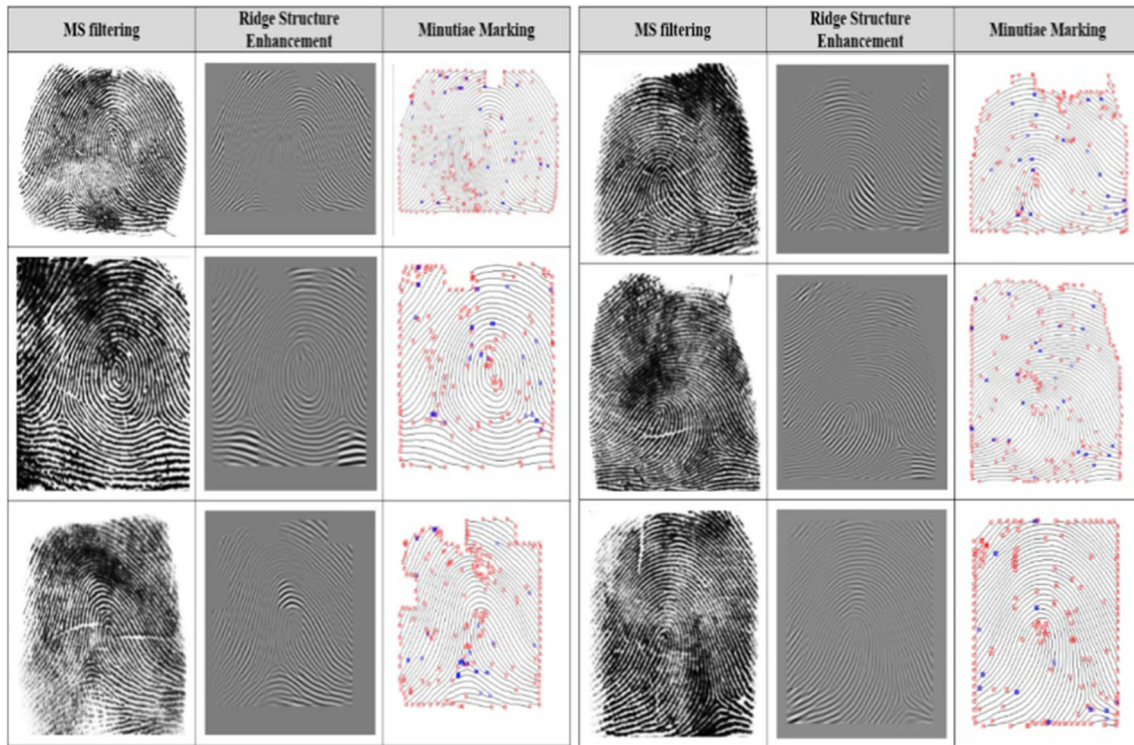 MS filtering
Ridge Structure
Enhancement
Minutiae Marking
MS filtering
Ridge Structure
Enhancement
Minutiae Marking